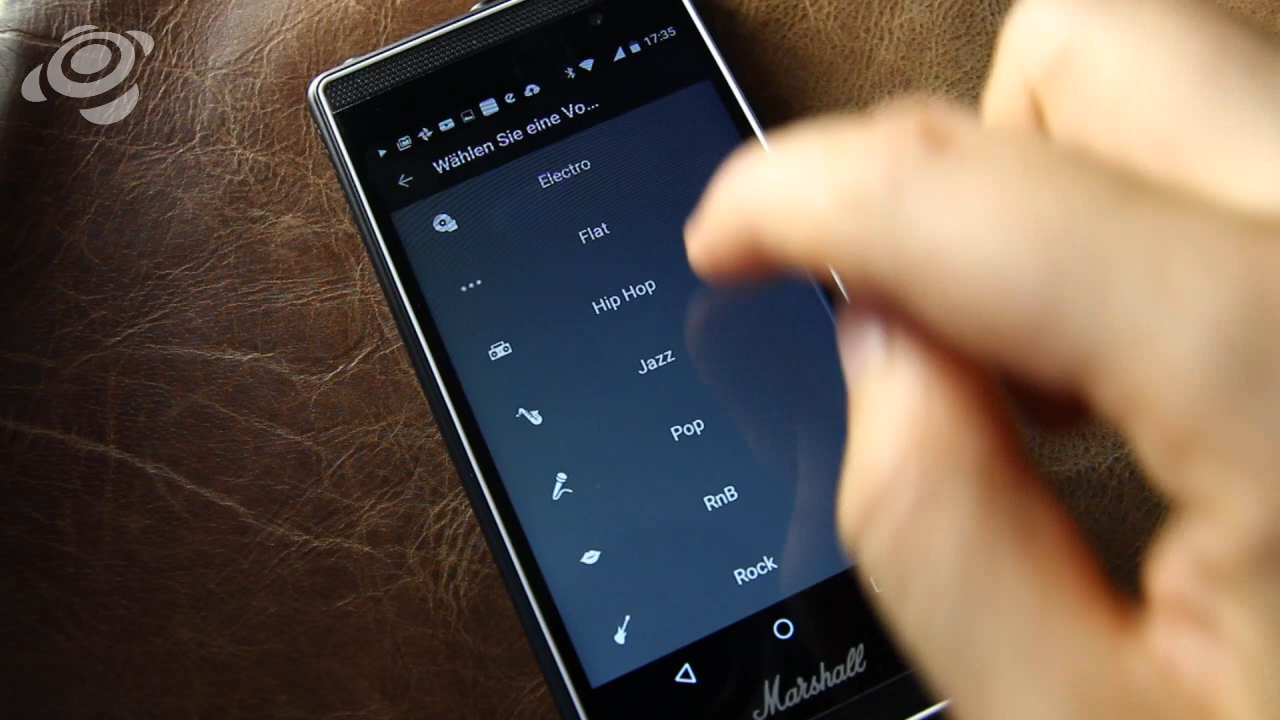 17:35
Wählen Sie eine Vo...
Electro
Flat
Hip Hop
Jazz
Pop
RnB
Rock
Marshall